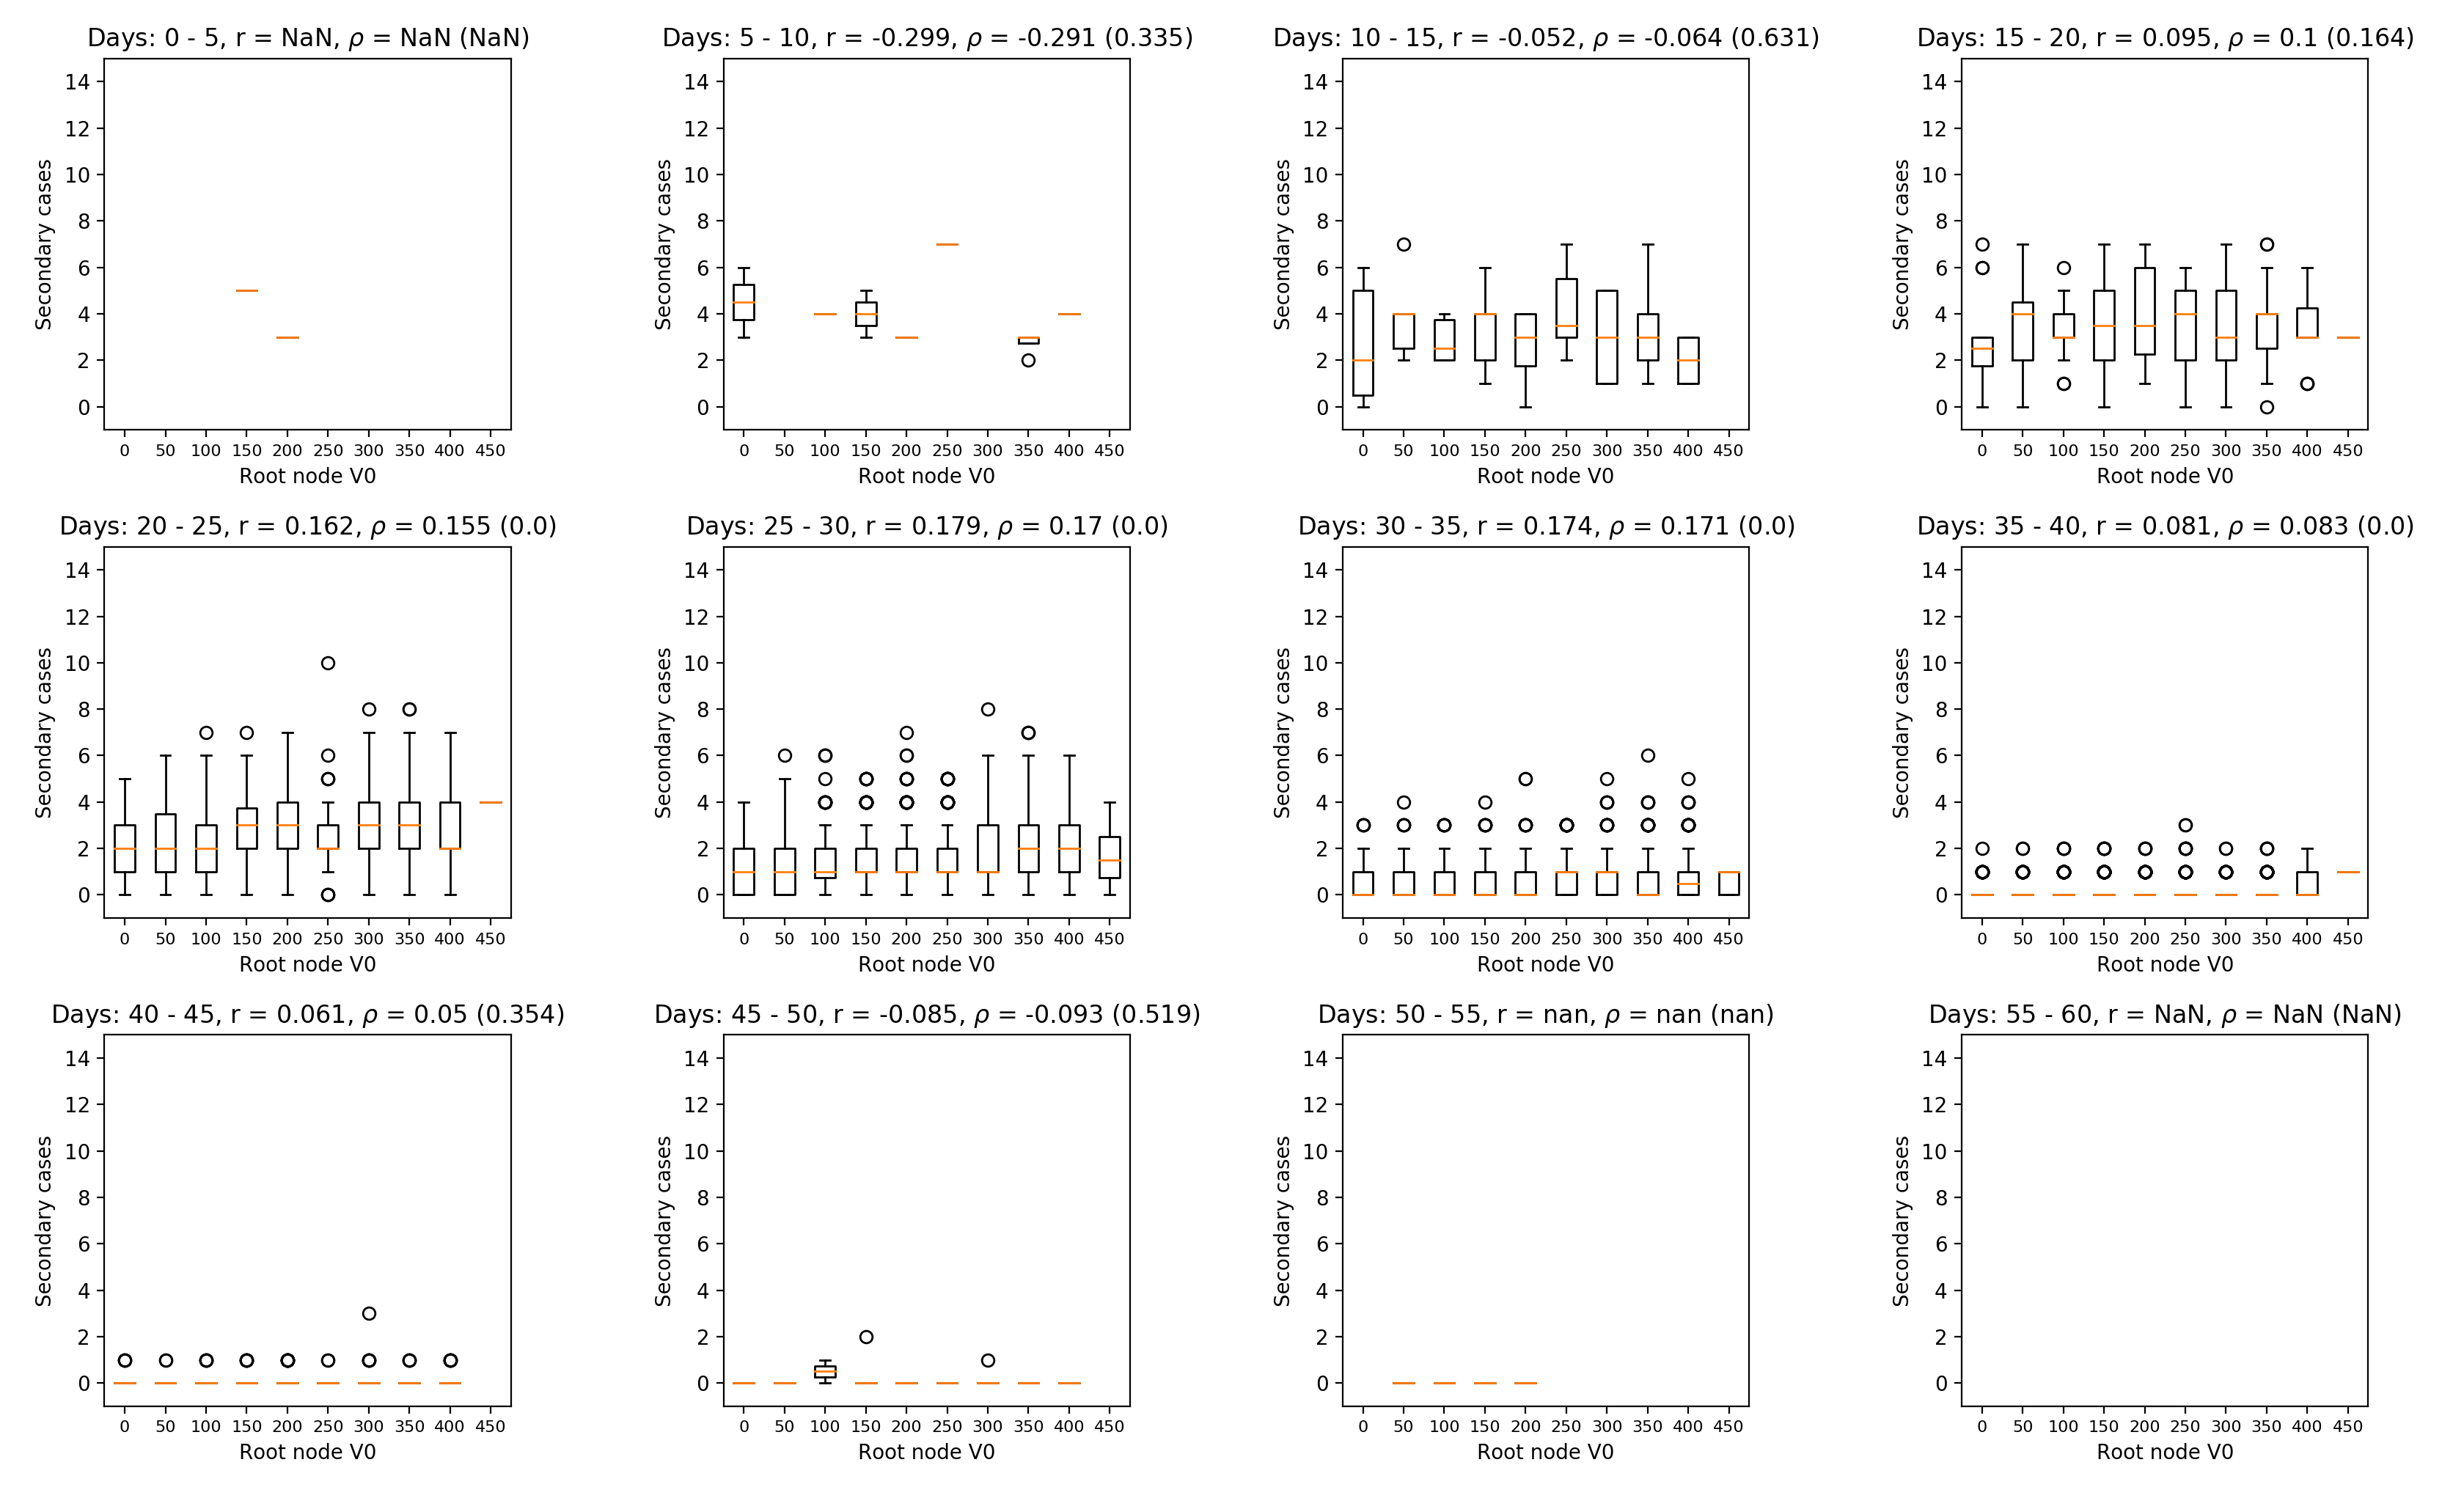 Days: 0 - 5, r = NaN, ρ = NaN (NaN)
14
12
10
8
6
4
2
0
Secondary cases
0 50 100 150 200 250 300 350 400 450
Root node V0
Days: 5 - 10, r = -0.299, ρ = -0.291 (0.335)
14
12
10
8
6
4
2
0
Secondary cases
0 50 100 150 200 250 300 350 400 450
Root node V0
Days: 10 - 15, r = -0.052, ρ = -0.064 (0.631)
14
12
10
8
6
4
2
0
Secondary cases
0 50 100 150 200 250 300 350 400 450
Root node V0
Days: 15 - 20, r = 0.095, ρ = 0.1 (0.164)
14
12
10
8
6
4
2
0
Secondary cases
0 50 100 150 200 250 300 350 400 450
Root node V0
Days: 20 - 25, r = 0.162, ρ = 0.155 (0.0)
14
12
10
8
6
4
2
0
Secondary cases
0 50 100 150 200 250 300 350 400 450
Root node V0
Days: 25 - 30, r = 0.179, ρ = 0.17 (0.0)
14
12
10
8
6
4
2
0
Secondary cases
0 50 100 150 200 250 300 350 400 450
Root node V0
Days: 30 - 35, r = 0.174, ρ = 0.171 (0.0)
14
12
10
8
6
4
2
0
Secondary cases
0 50 100 150 200 250 300 350 400 450
Root node V0
Days: 35 - 40, r = 0.081, ρ = 0.083 (0.0)
14
12
10
8
6
4
2
0
Secondary cases
0 50 100 150 200 250 300 350 400 450
Root node V0
Days: 40 - 45, r = 0.061, ρ = 0.05 (0.354)
14
12
10
8
6
4
2
0
Secondary cases
0 50 100 150 200 250 300 350 400 450
Root node V0
Days: 45 - 50, r = -0.085, ρ = -0.093 (0.519)
14
12
10
8
6
4
2
0
Secondary cases
0 50 100 150 200 250 300 350 400 450
Root node V0
Days: 50 - 55, r = nan, ρ = nan (nan)
14
12
10
8
6
4
2
0
Secondary cases
0 50 100 150 200 250 300 350 400 450
Root node V0
Days: 55 - 60, r = NaN, ρ = NaN (NaN)
14
12
10
8
6
4
2
0
Secondary cases
0 50 100 150 200 250 300 350 400 450
Root node V0